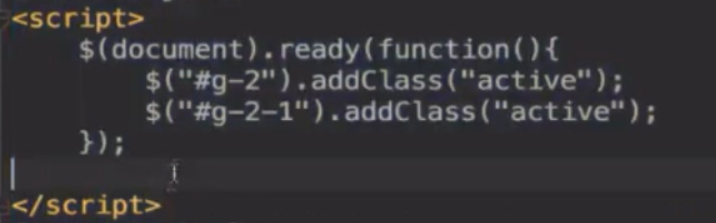 <script>
$(document).ready(function(){
$("#g-2").addClass("active");
$("#g-2-1").addClass("active");
});
</script>